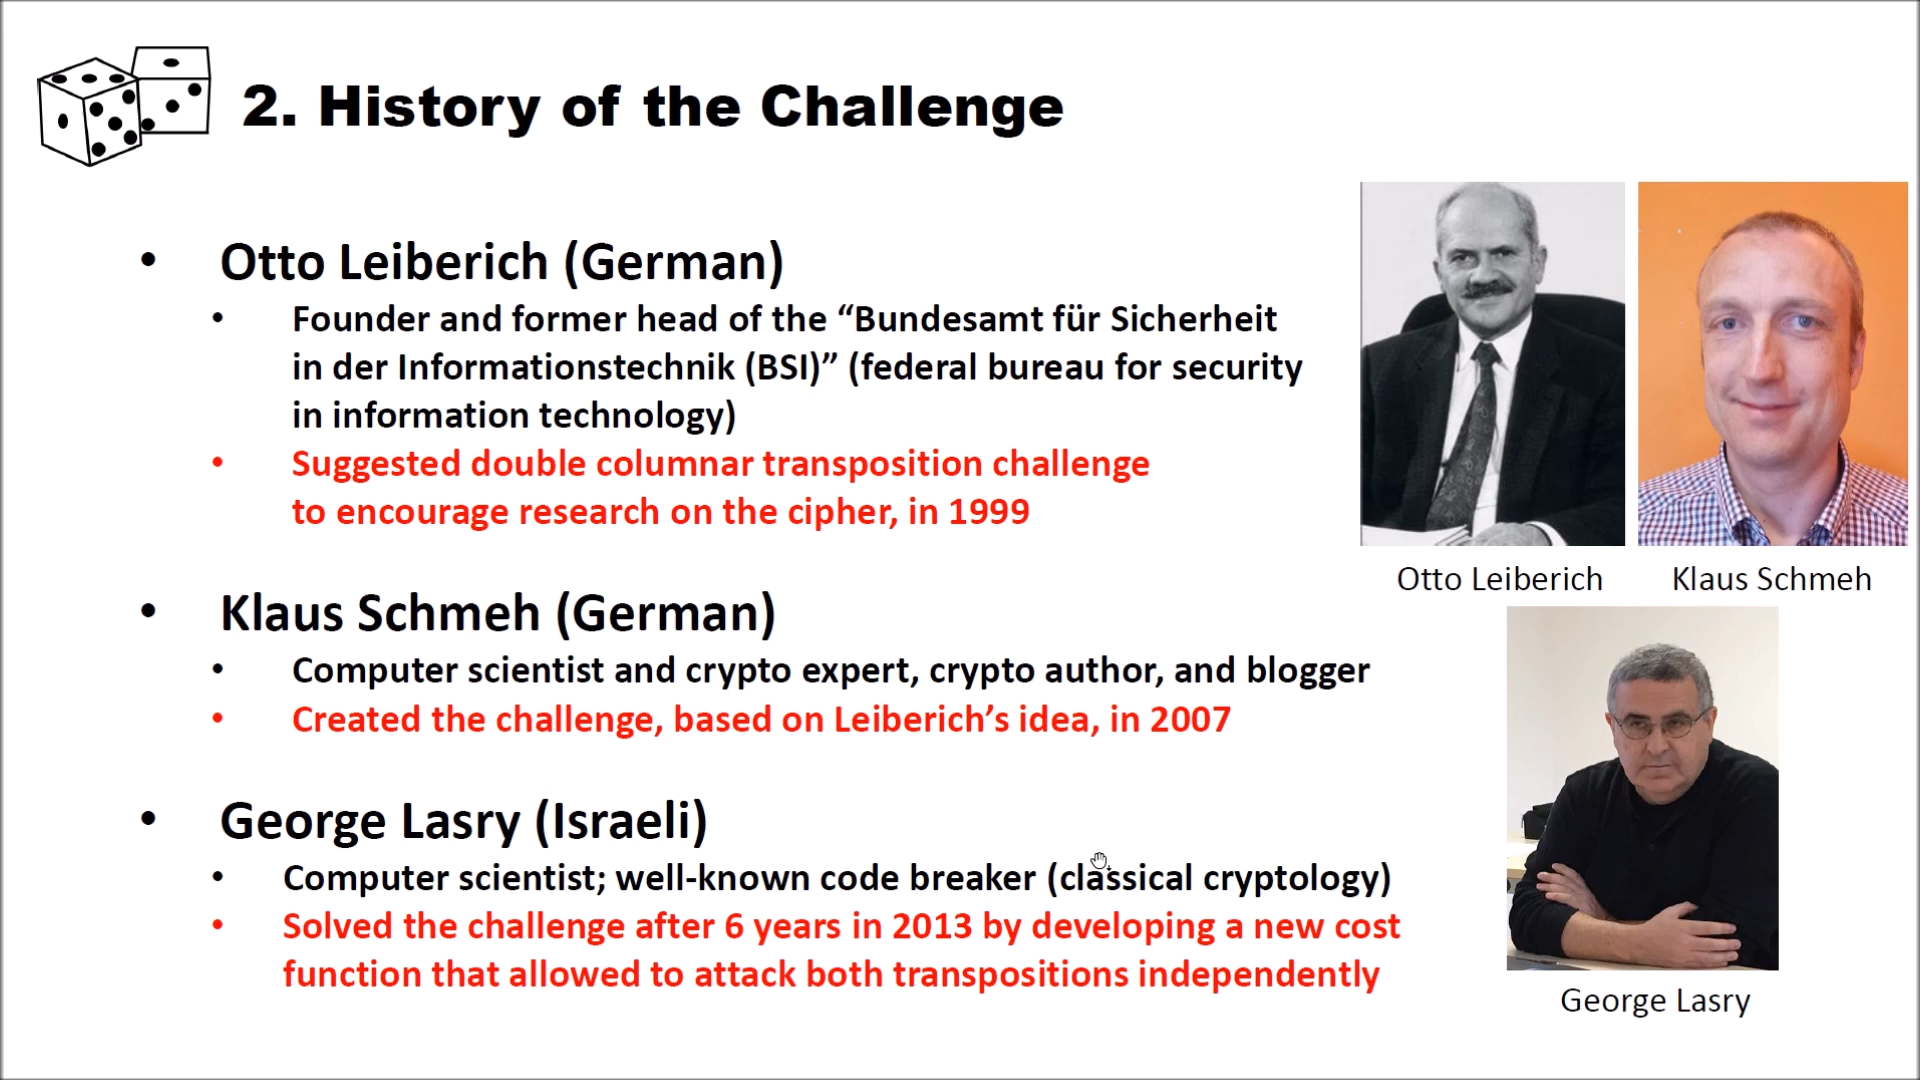 2. History of the Challenge
• Otto Leiberich (German)
• Founder and former head of the “Bundesamt für Sicherheit
in der Informationstechnik (BSI)” (federal bureau for security
in information technology)
• Suggested double columnar transposition challenge
to encourage research on the cipher, in 1999
• Klaus Schmeh (German)
• Computer scientist and crypto expert, crypto author, and blogger
• Created the challenge, based on Leiberich’s idea, in 2007
• George Lasry (Israeli)
• Computer scientist; well-known code breaker (classical cryptology)
• Solved the challenge after 6 years in 2013 by developing a new cost
function that allowed to attack both transpositions independently
Otto Leiberich
Klaus Schmeh
George Lasry